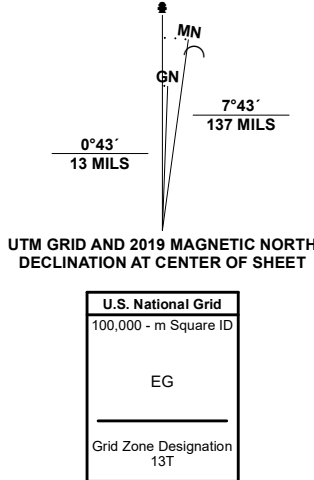 MN
GN
7°43´
137 MILS
0°43´
13 MILS
UTM GRID AND 2019 MAGNETIC NORTH
DECLINATION AT CENTER OF SHEET
U.S. National Grid
100,000 - m Square ID
EG
Grid Zone Designation
13T